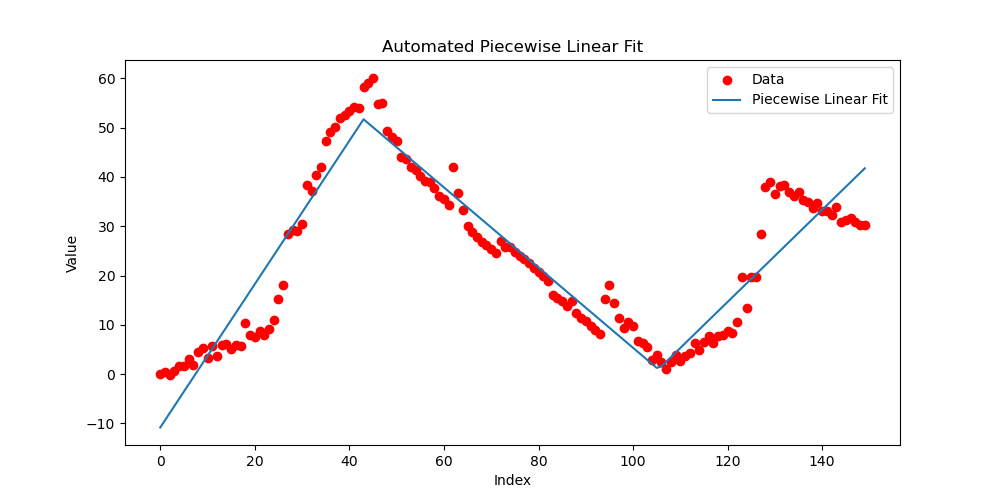 Automated Piecewise Linear Fit
Data
Piecewise Linear Fit
60
50
40
30
20
10
0
−10
Value
0 20 40 60 80 100 120 140
Index